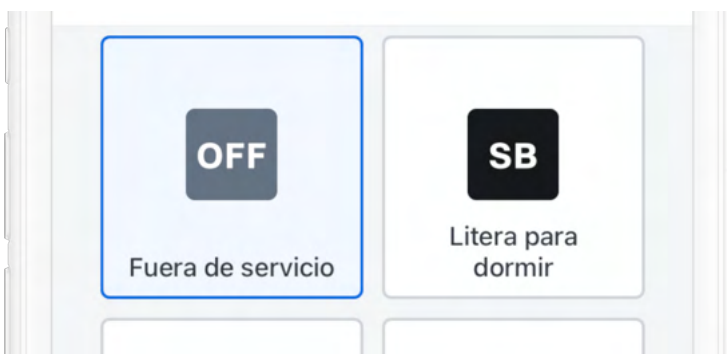 OFF
SB
Fuera de servicio
Litera para
dormir